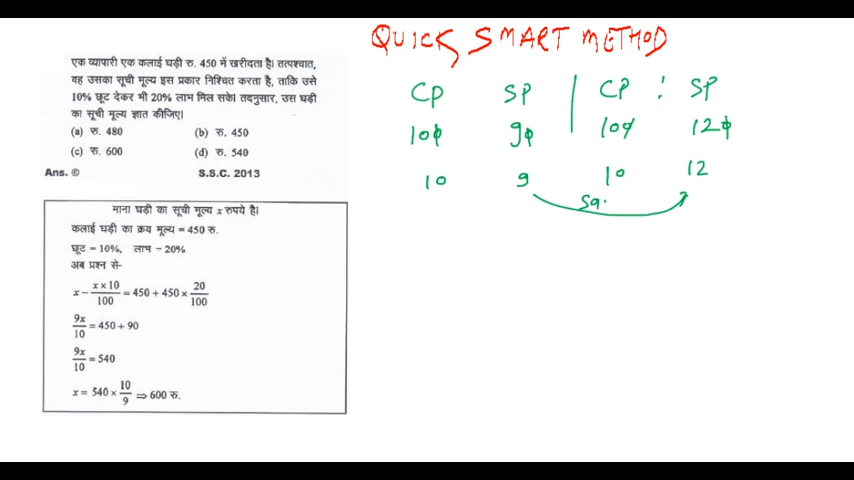 QUICK SMART METHOD
एक व्यापारी एक कलाई घड़ी रु. 450 में खरीदता है। तत्पश्चात,
वह उसका सूची मूल्य इस प्रकार निश्चित करता है, ताकि उसे
10% छूट देकर भी 20% लाभ मिल सके। तदनुसार, उस घड़ी
का सूची मूल्य ज्ञात कीजिए।
(a) रु. 480 (b) रु. 450
(c) रु. 600 (d) रु. 540
Ans. © S.S.C. 2013
माना घड़ी का सूची मूल्य x रुपये है।
कलाई घड़ी का क्रय मूल्य = 450 रु.
छूट = 10%, लाभ – 20%
अब प्रश्न से–
x – x × 10 / 100 = 450 + 450 × 20 / 100
9x / 10 = 450 + 90
9x / 10 = 540
x = 540 × 10 / 9 ⇒ 600 रु.
CP SP | CP : SP
100 90 100 120
10 9 10 12
Sa.